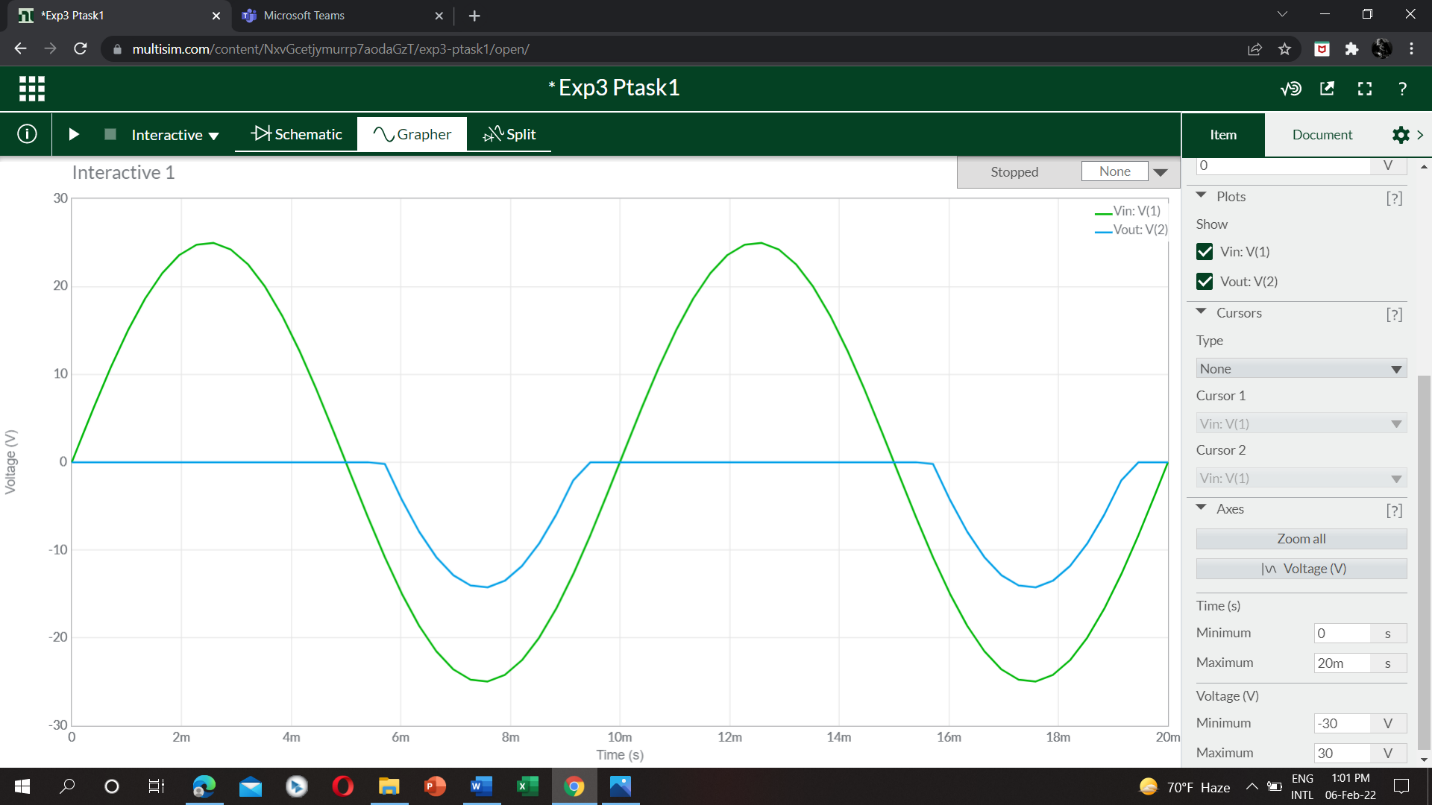 *Exp3 Ptask1
Microsoft Teams
multisim.com/content/NxvGcetjymurrp7aodaGzT/exp3-ptask1/open/
*Exp3 Ptask1
?
Interactive
Schematic
Grapher
Split
Item
Document
Interactive 1
Stopped
None
0 V
Plots [?]
Show
Vin: V(1)
Vout: V(2)
Cursors [?]
Type
None
Cursor 1
Vin: V(1)
Cursor 2
Vin: V(1)
Axes [?]
Zoom all
Voltage (V)
Time (s)
Minimum 0 s
Maximum 20m s
Voltage (V)
Minimum -30 V
Maximum 30 V
Vin: V(1)
Vout: V(2)
30
20
10
0
-10
-20
-30
Voltage (V)
0 2m 4m 6m 8m 10m 12m 14m 16m 18m 20m
Time (s)
70°F Haze
ENG
INTL
1:01 PM
06-Feb-22